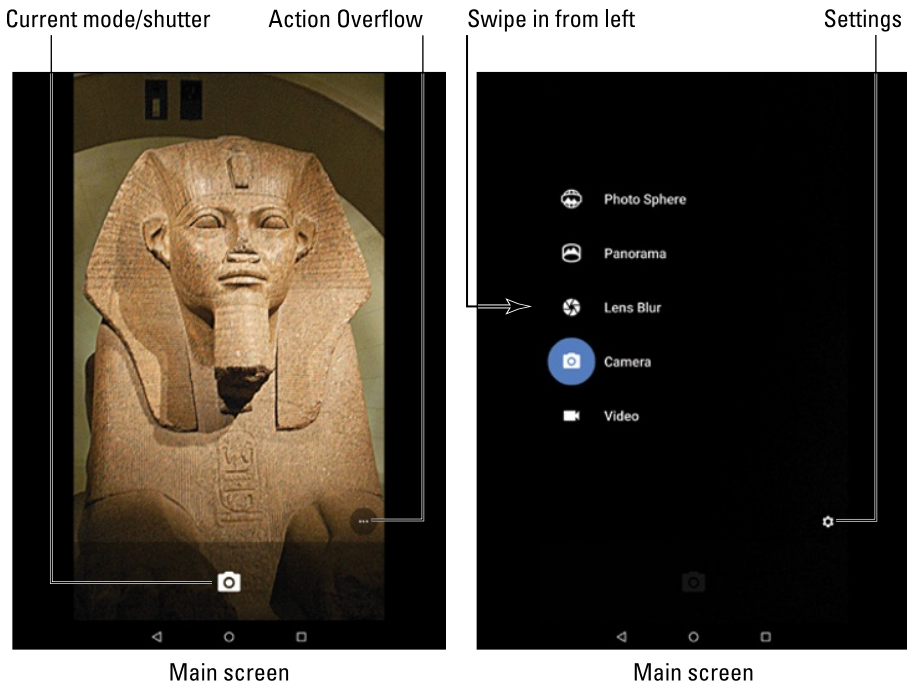 Current mode/shutter
Action Overflow
Swipe in from left
Settings
Photo Sphere
Panorama
Lens Blur
Camera
Video
Main screen
Main screen